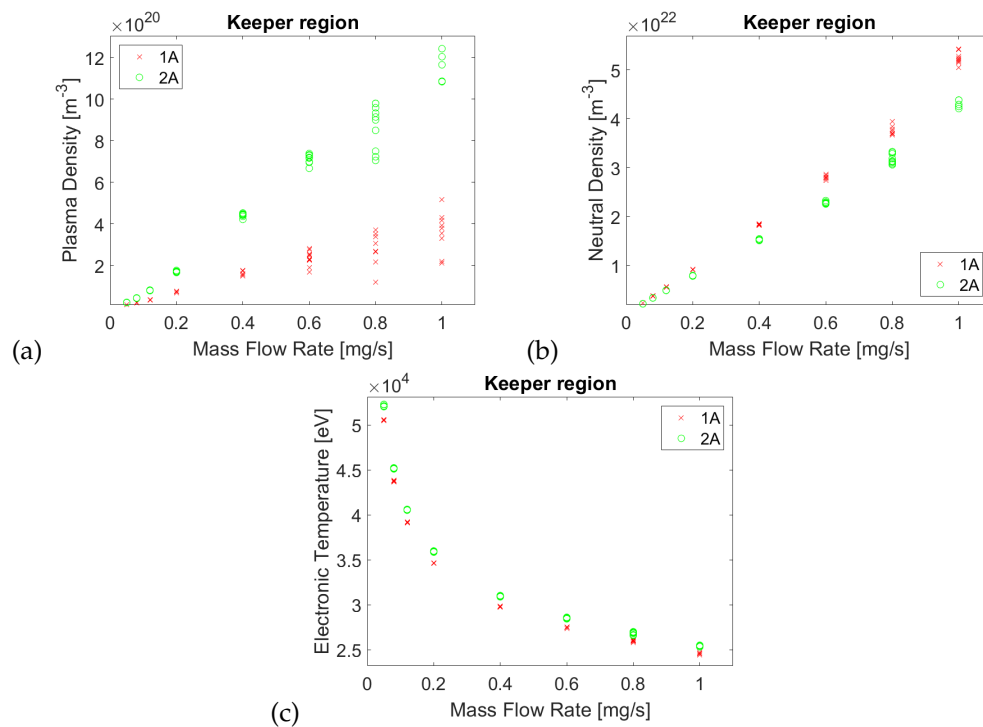 ×10^20
Keeper region
12
10
8
6
4
2
0
0.2
0.4
0.6
0.8
1
1A
2A
Plasma Density [m^-3]
Mass Flow Rate [mg/s]
(a)
×10^22
Keeper region
5
4
3
2
1
0
0.2
0.4
0.6
0.8
1
1A
2A
Neutral Density [m^-3]
Mass Flow Rate [mg/s]
(b)
×10^4
Keeper region
5
4.5
4
3.5
3
2.5
0
0.2
0.4
0.6
0.8
1
1A
2A
Electronic Temperature [eV]
Mass Flow Rate [mg/s]
(c)